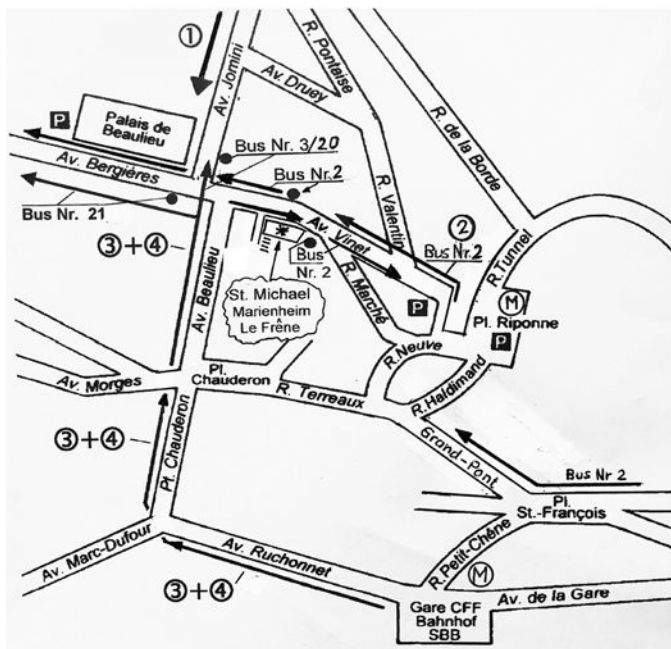 ①
R. Pontaise
Av. Jomini
Av. Druey
P
Palais de
Beaulieu
R. de la Borde
Bus Nr. 3/20
Av. Bergières
Bus Nr. 2
R. Valentin
Bus Nr. 21
③+④
Av. Vinet
②
Bus Nr. 2
R. Tunnel
Bus
Nr. 2
Av. Beaulieu
St. Michael
Marienheim
Le Frêne
R. Marché
P
M
Pl. Riponne
P
R. Neuve
Pl.
Chauderon
Av. Morges
R. Terreaux
R. Haldimand
③+④
Pt. Chauderon
Grand-Pont
Bus Nr 2
Pl.
St.-François
Av. Marc-Dufour
Av. Ruchonnet
R. Petit-Chêne
M
③+④
Gare CFF
Bahnhof
SBB
Av. de la Gare